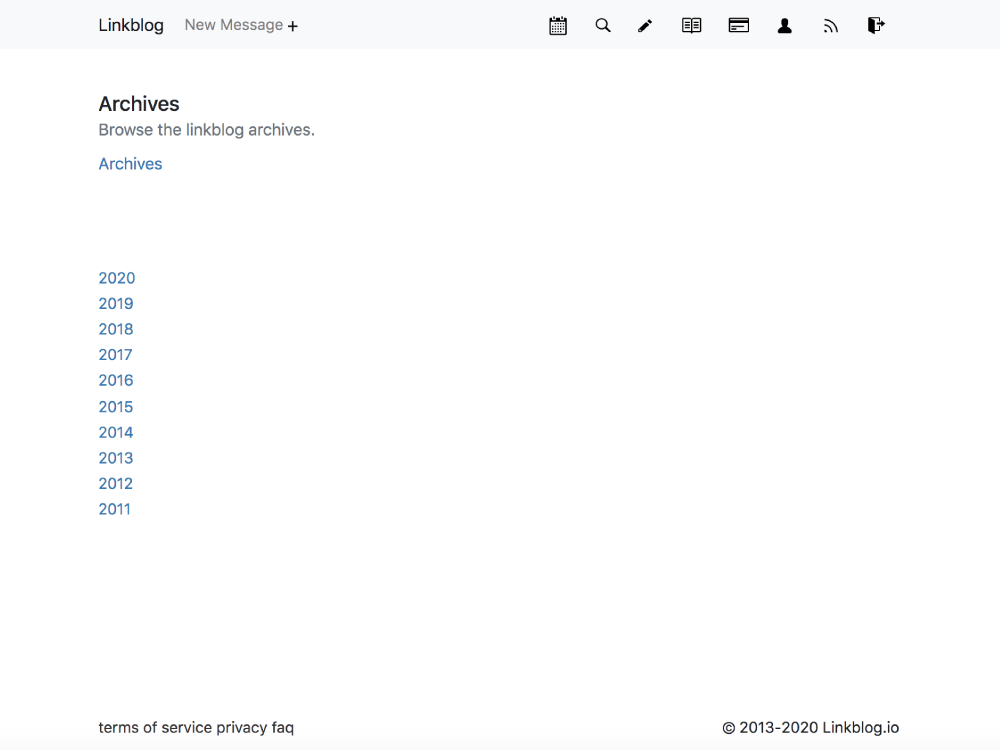 Linkblog New Message +
Archives
Browse the linkblog archives.
Archives
2020
2019
2018
2017
2016
2015
2014
2013
2012
2011
terms of service privacy faq © 2013-2020 Linkblog.io